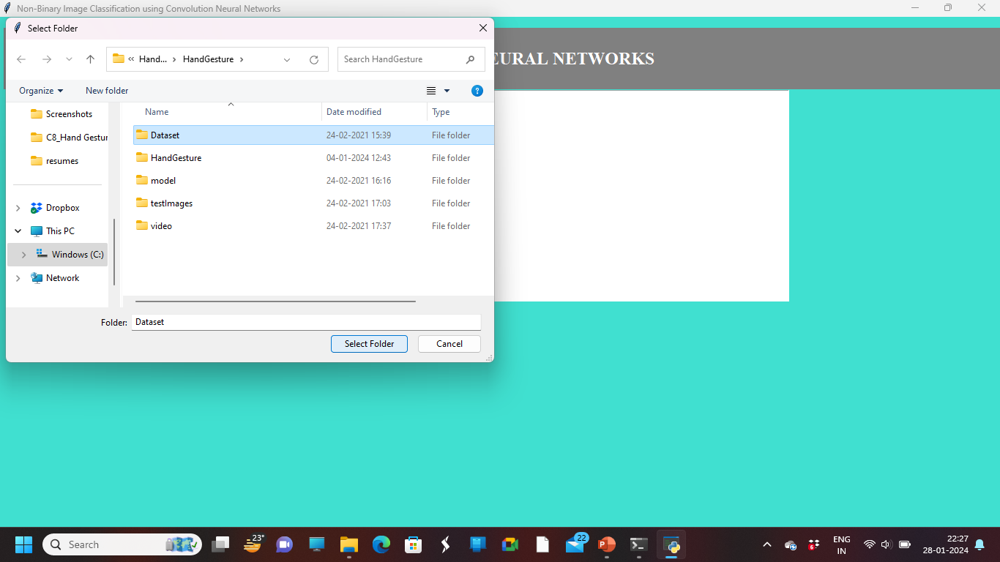 Non-Binary Image Classification using Convolution Neural Networks
Select Folder
Hand... HandGesture
Search HandGesture
EURAL NETWORKS
Organize New folder
Name Date modified Type
Screenshots
C8_Hand Gestur
resumes
Dropbox
This PC
Windows (C:)
Network
Dataset 24-02-2021 15:39 File folder
HandGesture 04-01-2024 12:43 File folder
model 24-02-2021 16:16 File folder
testImages 24-02-2021 17:03 File folder
video 24-02-2021 17:37 File folder
Folder: Dataset
Select Folder Cancel
Search
23°
22
6
ENG
IN
22:27
28-01-2024